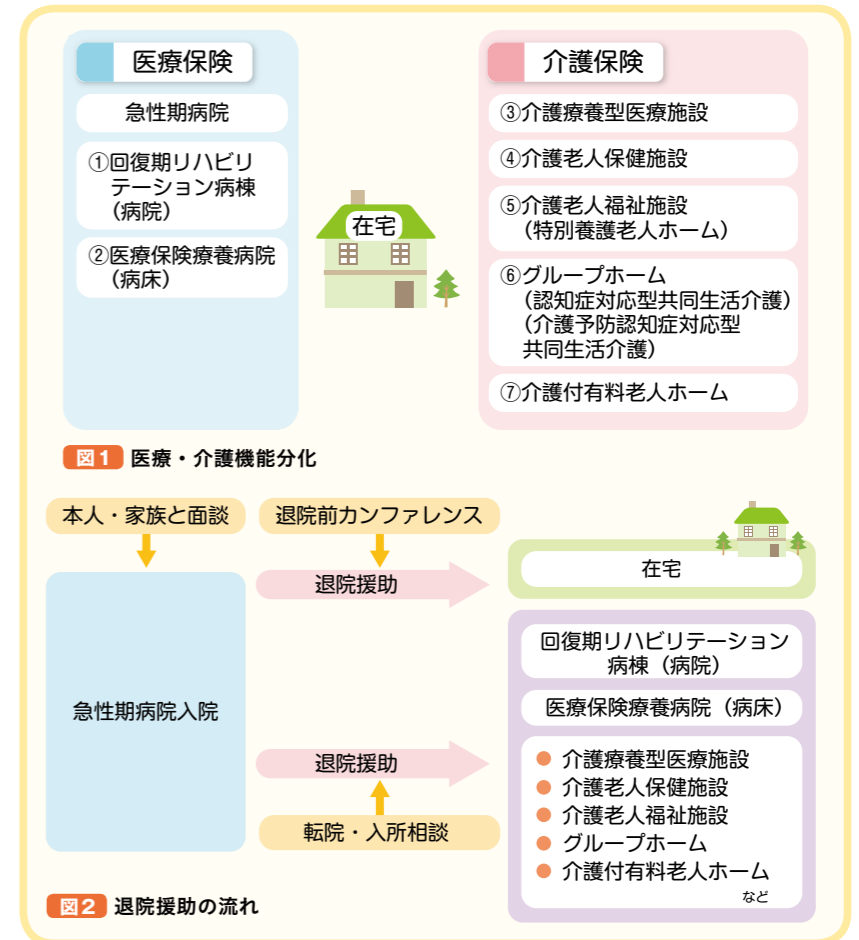 医療保険
急性期病院
①回復期リハビリ
テーション病棟
（病院）
②医療保険療養病院
（病床）
在宅
介護保険
③介護療養型医療施設
④介護老人保健施設
⑤介護老人福祉施設
（特別養護老人ホーム）
⑥グループホーム
（認知症対応型共同生活介護）
（介護予防認知症対応型
共同生活介護）
⑦介護付有料老人ホーム
図1 医療・介護機能分化
本人・家族と面談
退院前カンファレンス
退院援助
在宅
急性期病院入院
回復期リハビリテーション
病棟（病院）
医療保険療養病院（病床）
退院援助
転院・入所相談
● 介護療養型医療施設
● 介護老人保健施設
● 介護老人福祉施設
● グループホーム
● 介護付有料老人ホーム
など
図2 退院援助の流れ